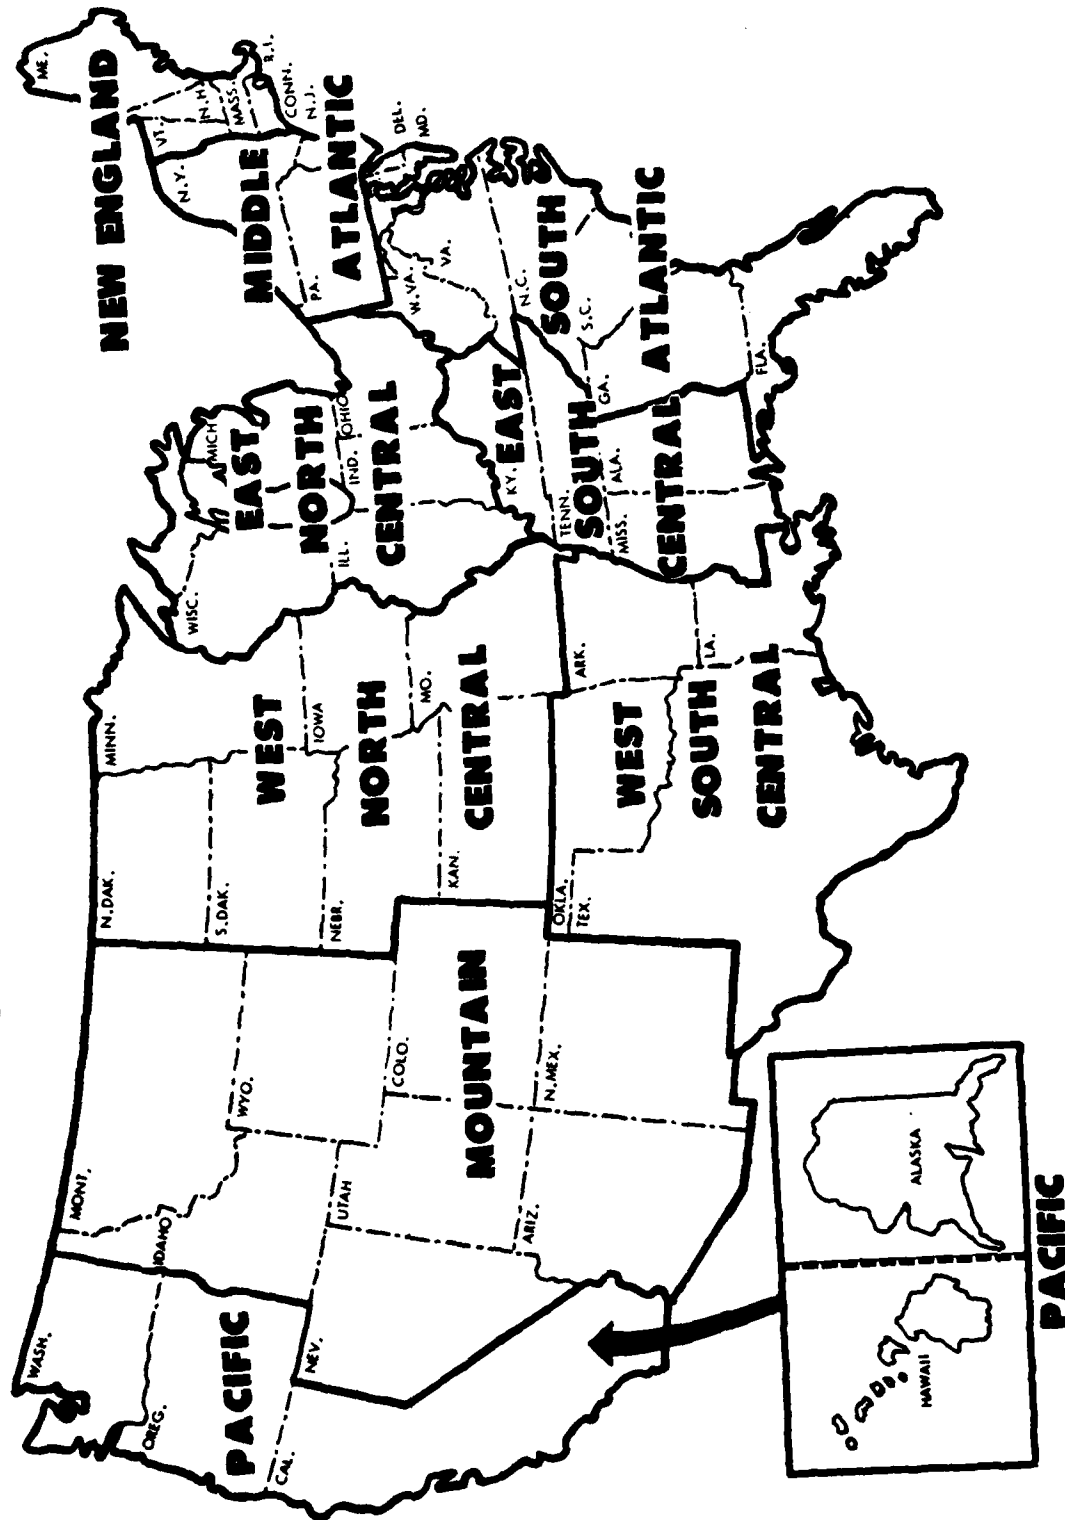 WASH.
OREG.
PACIFIC
CAL.
NEV.
IDAHO
MONT.
WYO.
UTAH
COLO.
MOUNTAIN
ARIZ.
N.MEX.
N.DAK.
S.DAK.
NEBR.
KAN.
MINN.
IOWA
MO.
WEST
NORTH
CENTRAL
OKLA.
TEX.
ARK.
LA.
WEST
SOUTH
CENTRAL
WISC.
MICH
ILL.
IND.
OHIO
EAST
NORTH
CENTRAL
KY.
TENN.
MISS.
ALA.
EAST
SOUTH
CENTRAL
NEW ENGLAND
ME.
VT.
N.H.
MASS.
R.I.
CONN.
N.Y.
N.J.
PA.
MIDDLE
ATLANTIC
DEL.
MD.
W.VA.
VA.
N.C.
S.C.
GA.
FLA.
SOUTH
ATLANTIC
HAWAII
ALASKA
PACIFIC